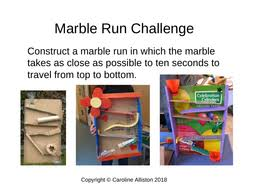 Marble Run Challenge
Construct a marble run in which the marble
takes as close as possible to ten seconds to
travel from top to bottom.
Copyright © Caroline Alliston 2018